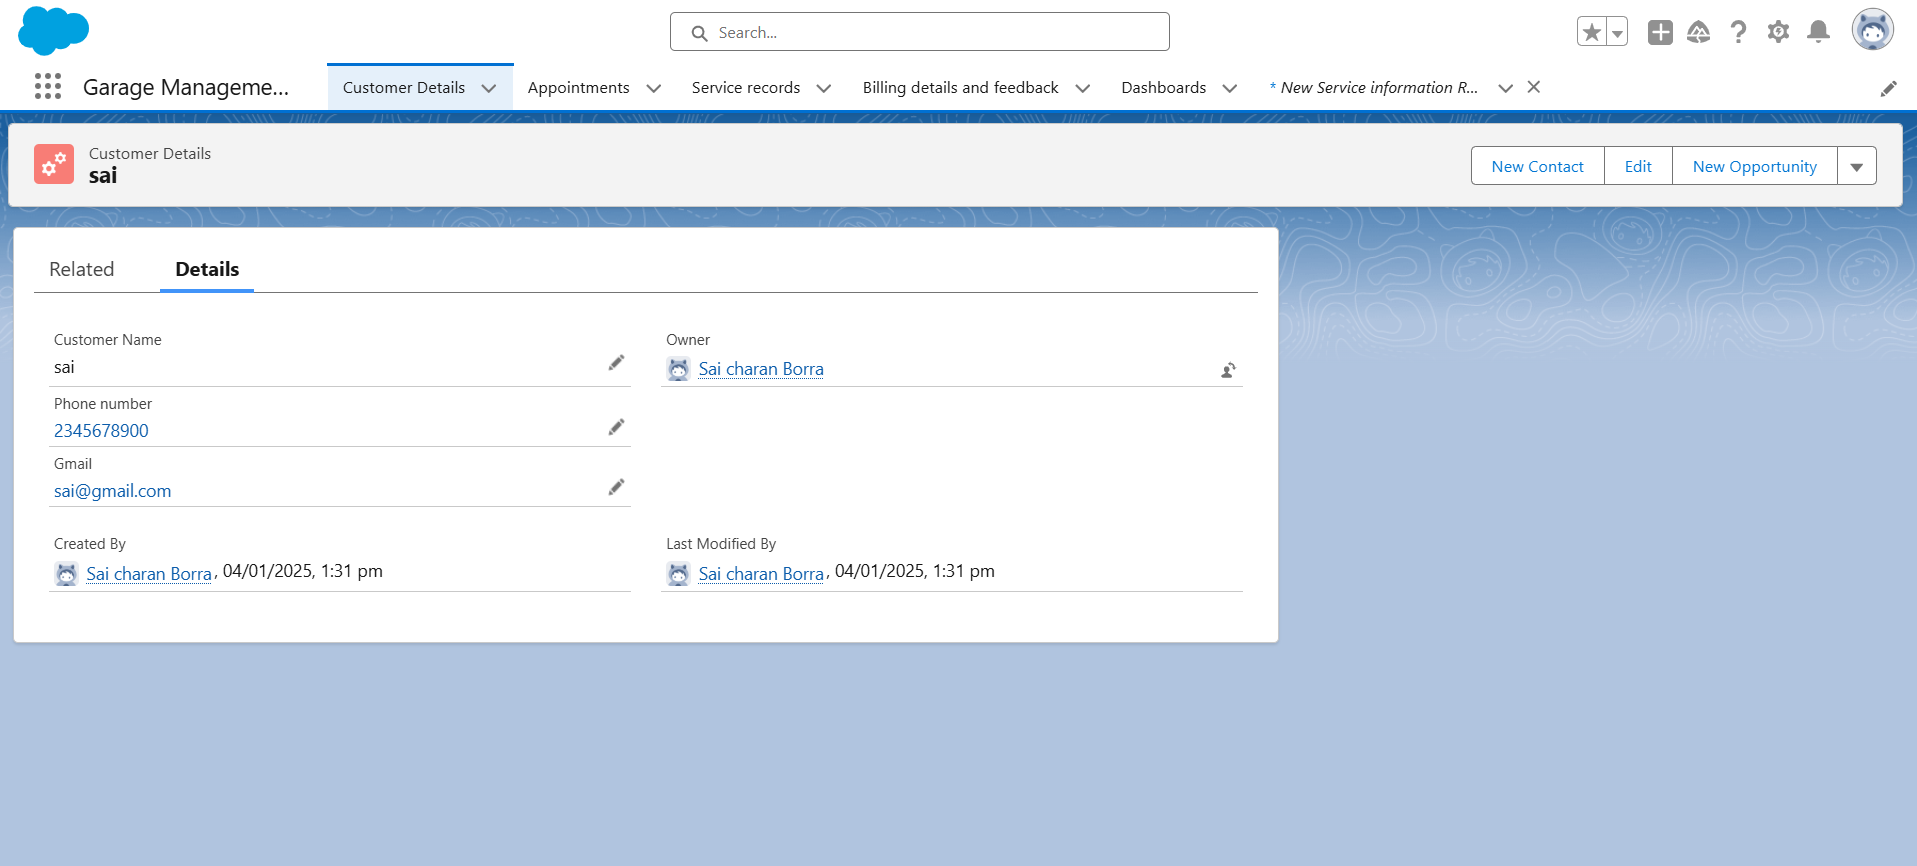 Search...
Garage Manageme...
Customer Details
Appointments
Service records
Billing details and feedback
Dashboards
* New Service information R...
Customer Details
sai
New Contact
Edit
New Opportunity
Related
Details
Customer Name
sai
Owner
Sai charan Borra
Phone number
2345678900
Gmail
sai@gmail.com
Created By
Sai charan Borra, 04/01/2025, 1:31 pm
Last Modified By
Sai charan Borra, 04/01/2025, 1:31 pm